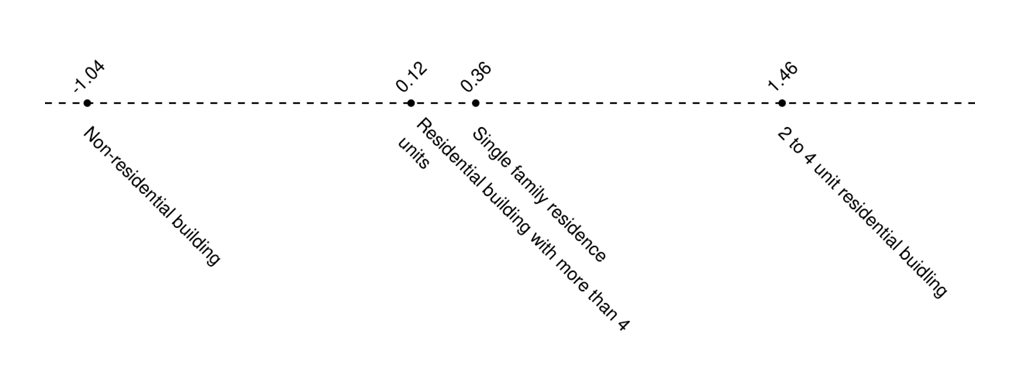 -1.04
0.12
0.36
1.46
Non-residential building
Residential building with more than 4
units
Single family residence
2 to 4 unit residential buidling